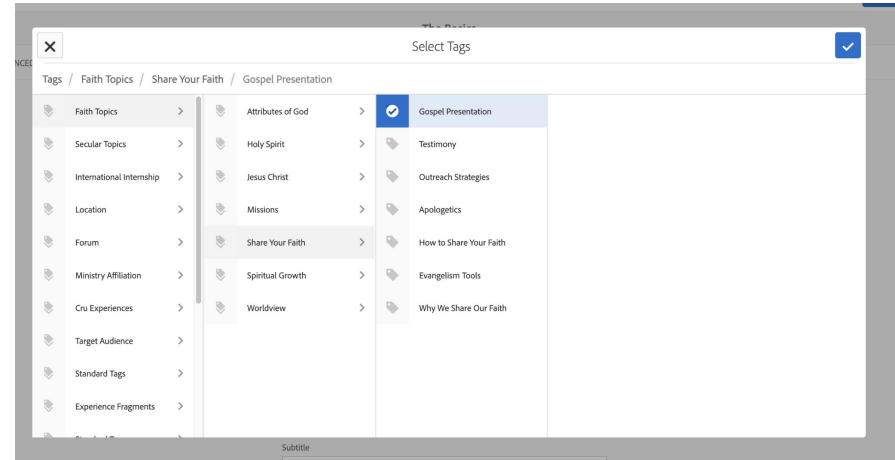 The Basics
Select Tags
NCED
Tags / Faith Topics / Share Your Faith / Gospel Presentation
Faith Topics
Secular Topics
International Internship
Location
Forum
Ministry Affiliation
Cru Experiences
Target Audience
Standard Tags
Experience Fragments
Attributes of God
Holy Spirit
Jesus Christ
Missions
Share Your Faith
Spiritual Growth
Worldview
Gospel Presentation
Testimony
Outreach Strategies
Apologetics
How to Share Your Faith
Evangelism Tools
Why We Share Our Faith
Subtitle